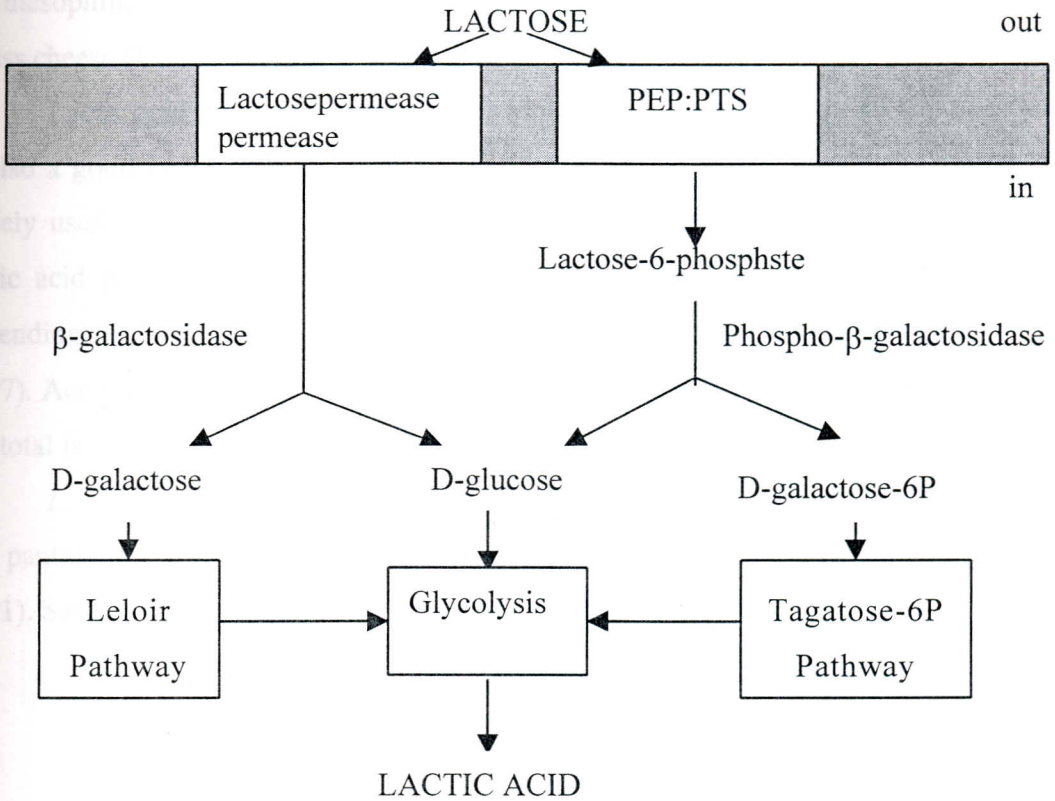 LACTOSE
out
Lactosepermease
permease
PEP:PTS
in
Lactose-6-phosphste
β-galactosidase
Phospho-β-galactosidase
D-galactose
D-glucose
D-galactose-6P
Leloir
Pathway
Glycolysis
Tagatose-6P
Pathway
LACTIC ACID